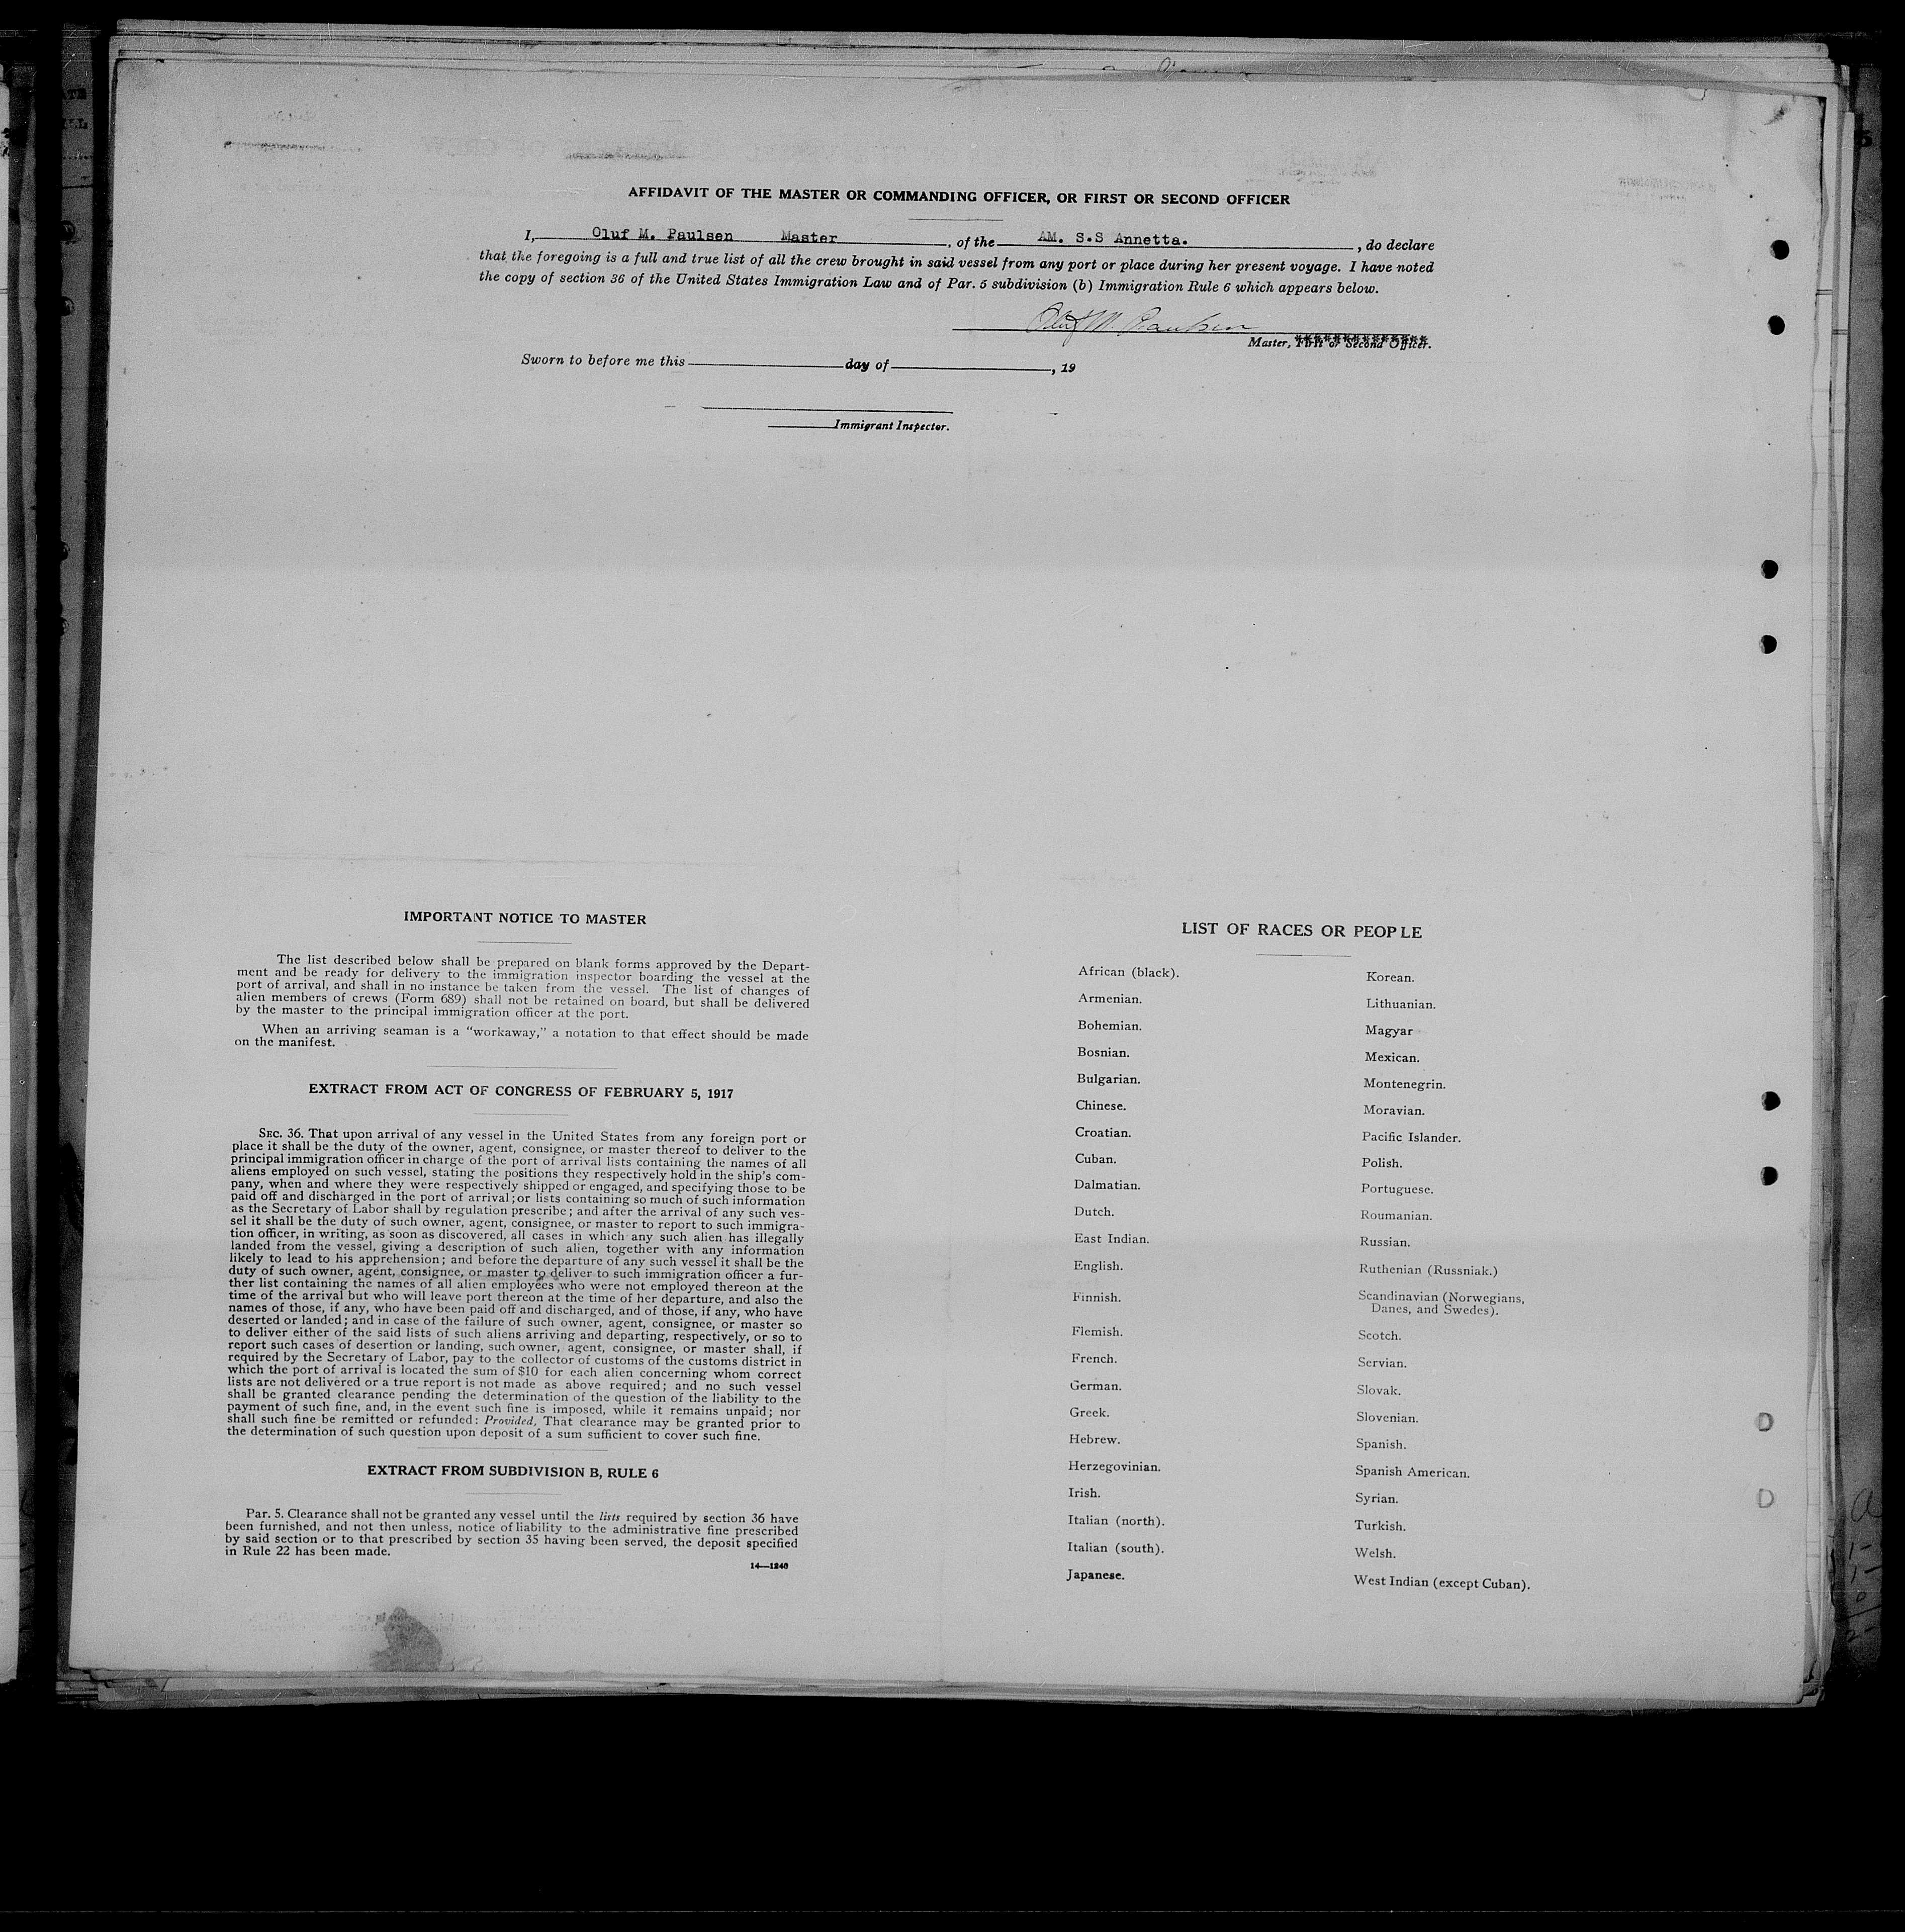 AFFIDAVIT OF THE MASTER OR COMMANDING OFFICER, OR FIRST OR SECOND OFFICER
I, Oluf M. Paulsen Master, of the AM. S.S Annetta., do declare
that the foregoing is a full and true list of all the crew brought in said vessel from any port or place during her present voyage. I have noted
the copy of section 36 of the United States Immigration Law and of Par. 5 subdivision (b) Immigration Rule 6 which appears below.
Oluf M. Paulsen
Master, First or Second Officer.
Sworn to before me this day of , 19
Immigrant Inspector.
IMPORTANT NOTICE TO MASTER
The list described below shall be prepared on blank forms approved by the Depart-
ment and be ready for delivery to the immigration inspector boarding the vessel at the
port of arrival, and shall in no instance be taken from the vessel. The list of changes of
alien members of crews (Form 689) shall not be retained on board, but shall be delivered
by the master to the principal immigration officer at the port.
When an arriving seaman is a "workaway," a notation to that effect should be made
on the manifest.
EXTRACT FROM ACT OF CONGRESS OF FEBRUARY 5, 1917
SEC. 36. That upon arrival of any vessel in the United States from any foreign port or
place it shall be the duty of the owner, agent, consignee, or master thereof to deliver to the
principal immigration officer in charge of the port of arrival lists containing the names of all
aliens employed on such vessel, stating the positions they respectively hold in the ship's com-
pany, when and where they were respectively shipped or engaged, and specifying those to be
paid off and discharged in the port of arrival; or lists containing so much of such information
as the Secretary of Labor shall by regulation prescribe; and after the arrival of any such ves-
sel it shall be the duty of such owner, agent, consignee, or master to report to such immigra-
tion officer, in writing, as soon as discovered, all cases in which any such alien has illegally
landed from the vessel, giving a description of such alien, together with any information
likely to lead to his apprehension; and before the departure of any such vessel it shall be the
duty of such owner, agent, consignee, or master to deliver to such immigration officer a fur-
ther list containing the names of all alien employees who were not employed thereon at the
time of the arrival but who will leave port thereon at the time of her departure, and also the
names of those, if any, who have been paid off and discharged, and of those, if any, who have
deserted or landed; and in case of the failure of such owner, agent, consignee, or master so
to deliver either of the said lists of such aliens arriving and departing, respectively, or so to
report such cases of desertion or landing, such owner, agent, consignee, or master shall, if
required by the Secretary of Labor, pay to the collector of customs of the customs district in
which the port of arrival is located the sum of $10 for each alien concerning whom correct
lists are not delivered or a true report is not made as above required; and no such vessel
shall be granted clearance pending the determination of the question of the liability to the
payment of such fine, and, in the event such fine is imposed, while it remains unpaid; nor
shall such fine be remitted or refunded: Provided, That clearance may be granted prior to
the determination of such question upon deposit of a sum sufficient to cover such fine.
EXTRACT FROM SUBDIVISION B, RULE 6
Par. 5. Clearance shall not be granted any vessel until the lists required by section 36 have
been furnished, and not then unless, notice of liability to the administrative fine prescribed
by said section or to that prescribed by section 35 having been served, the deposit specified
in Rule 22 has been made.
14—1240
LIST OF RACES OR PEOPLE
African (black).
Armenian.
Bohemian.
Bosnian.
Bulgarian.
Chinese.
Croatian.
Cuban.
Dalmatian.
Dutch.
East Indian.
English.
Finnish.
Flemish.
French.
German.
Greek.
Hebrew.
Herzegovinian.
Irish.
Italian (north).
Italian (south).
Japanese.
Korean.
Lithuanian.
Magyar
Mexican.
Montenegrin.
Moravian.
Pacific Islander.
Polish.
Portuguese.
Roumanian.
Russian.
Ruthenian (Russniak.)
Scandinavian (Norwegians,
Danes, and Swedes).
Scotch.
Servian.
Slovak.
Slovenian.
Spanish.
Spanish American.
Syrian.
Turkish.
Welsh.
West Indian (except Cuban).